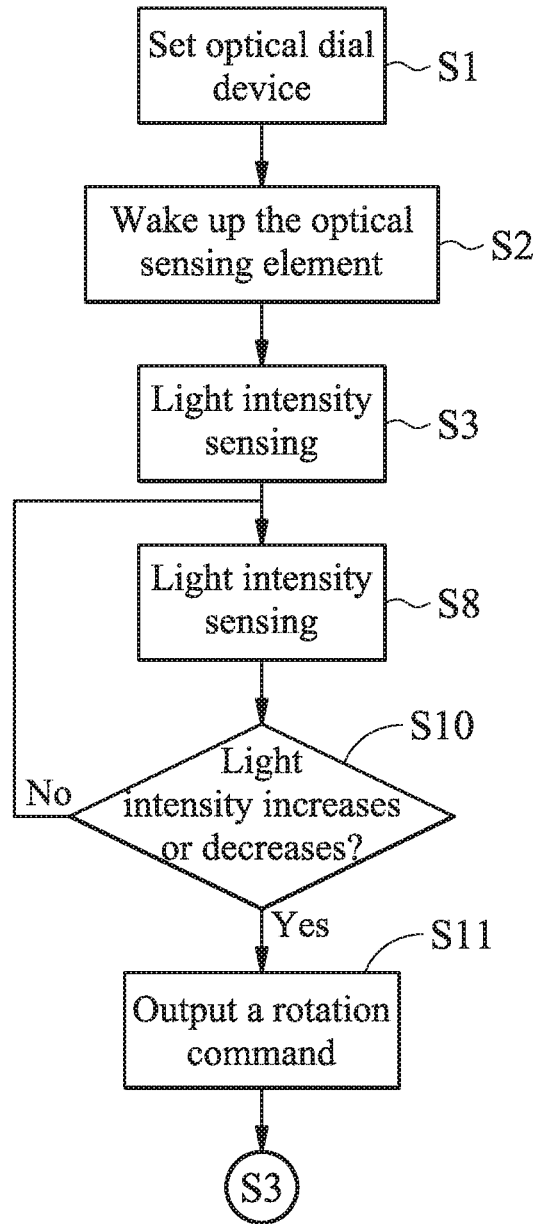 Set optical dial
device
S1
Wake up the optical
sensing element
S2
Light intensity
sensing
S3
Light intensity
sensing
S8
S10
Light
intensity increases
or decreases?
No
Yes
S11
Output a rotation
command
S3